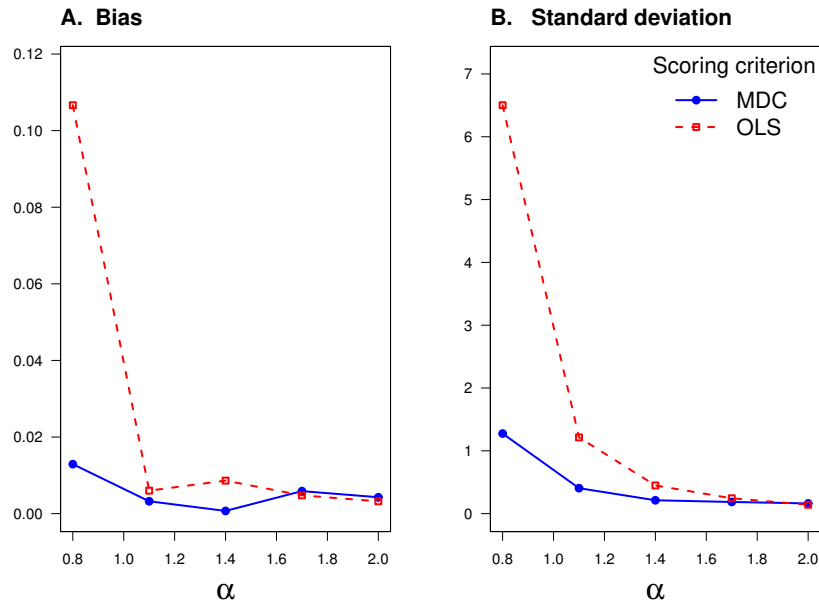 A. Bias
0.12
0.10
0.08
0.06
0.04
0.02
0.00
0.8 1.0 1.2 1.4 1.6 1.8 2.0
α
B. Standard deviation
Scoring criterion
MDC
OLS
7
6
5
4
3
2
1
0
0.8 1.0 1.2 1.4 1.6 1.8 2.0
α